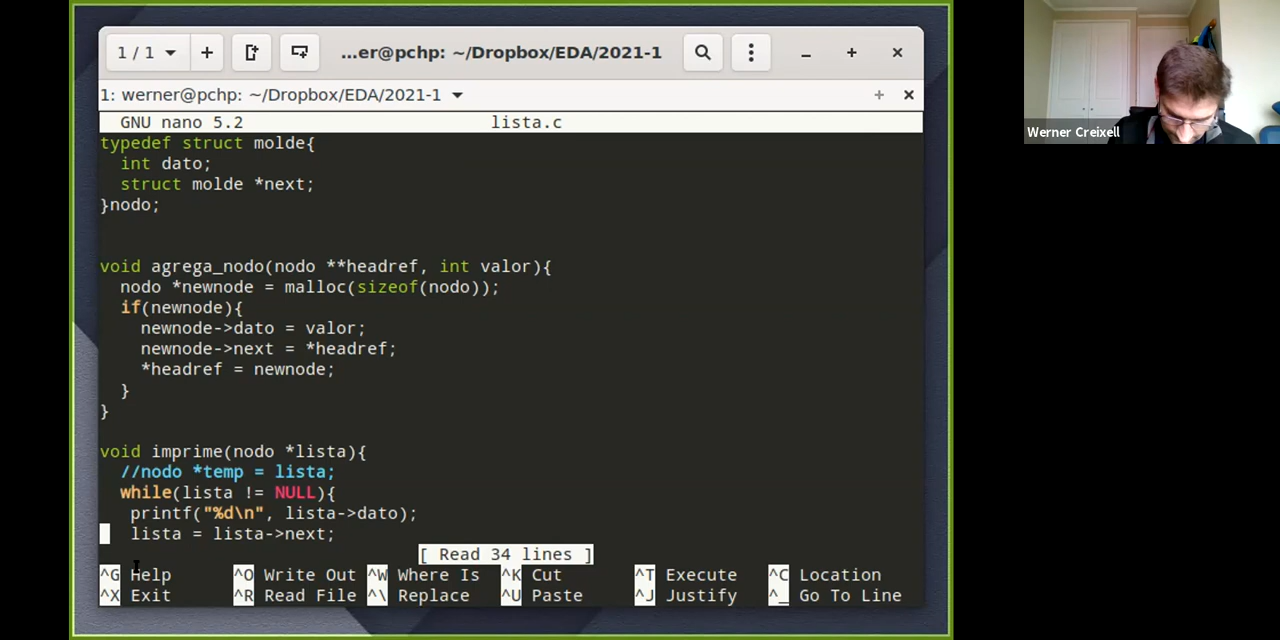 1 / 1
...er@pchp: ~/Dropbox/EDA/2021-1
1: werner@pchp: ~/Dropbox/EDA/2021-1
GNU nano 5.2 lista.c
typedef struct molde{
int dato;
struct molde *next;
}nodo;
void agrega_nodo(nodo **headref, int valor){
nodo *newnode = malloc(sizeof(nodo));
if(newnode){
newnode->dato = valor;
newnode->next = *headref;
*headref = newnode;
}
}
void imprime(nodo *lista){
//nodo *temp = lista;
while(lista != NULL){
printf("%d\n", lista->dato);
lista = lista->next;
[ Read 34 lines ]
^G Help ^O Write Out ^W Where Is ^K Cut ^T Execute ^C Location
^X Exit ^R Read File ^\ Replace ^U Paste ^J Justify ^_ Go To Line
Werner Creixell